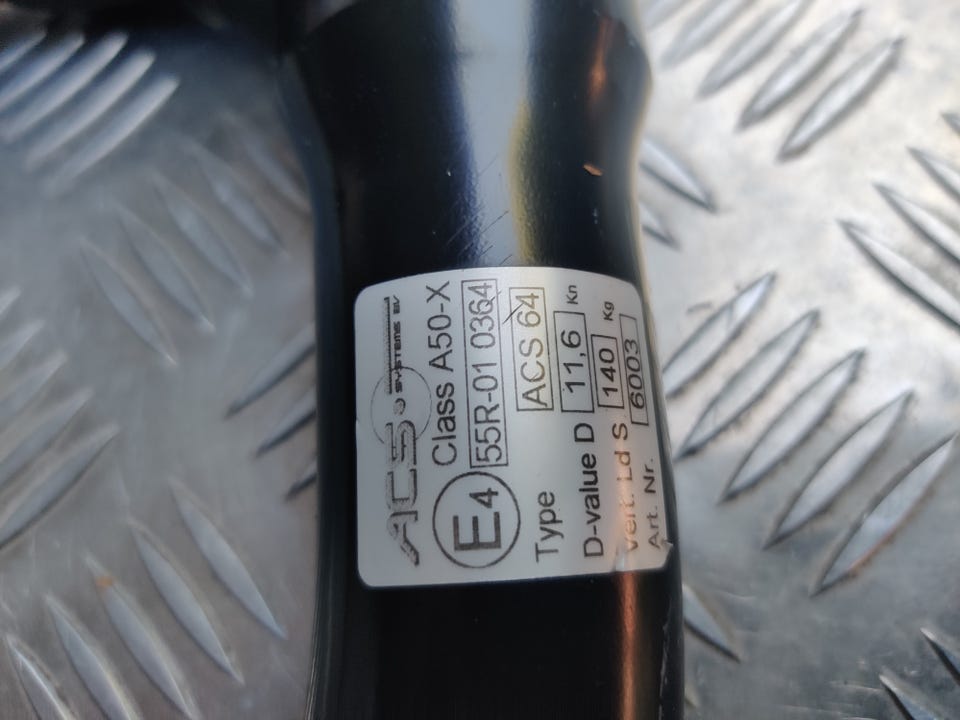 ACS SYSTEMS BV
Class A50-X
E4 55R-01 0364
Type ACS 64
D-value D 11,6 Kn
Vert. Ld S 140 Kg
Art. Nr. 6003